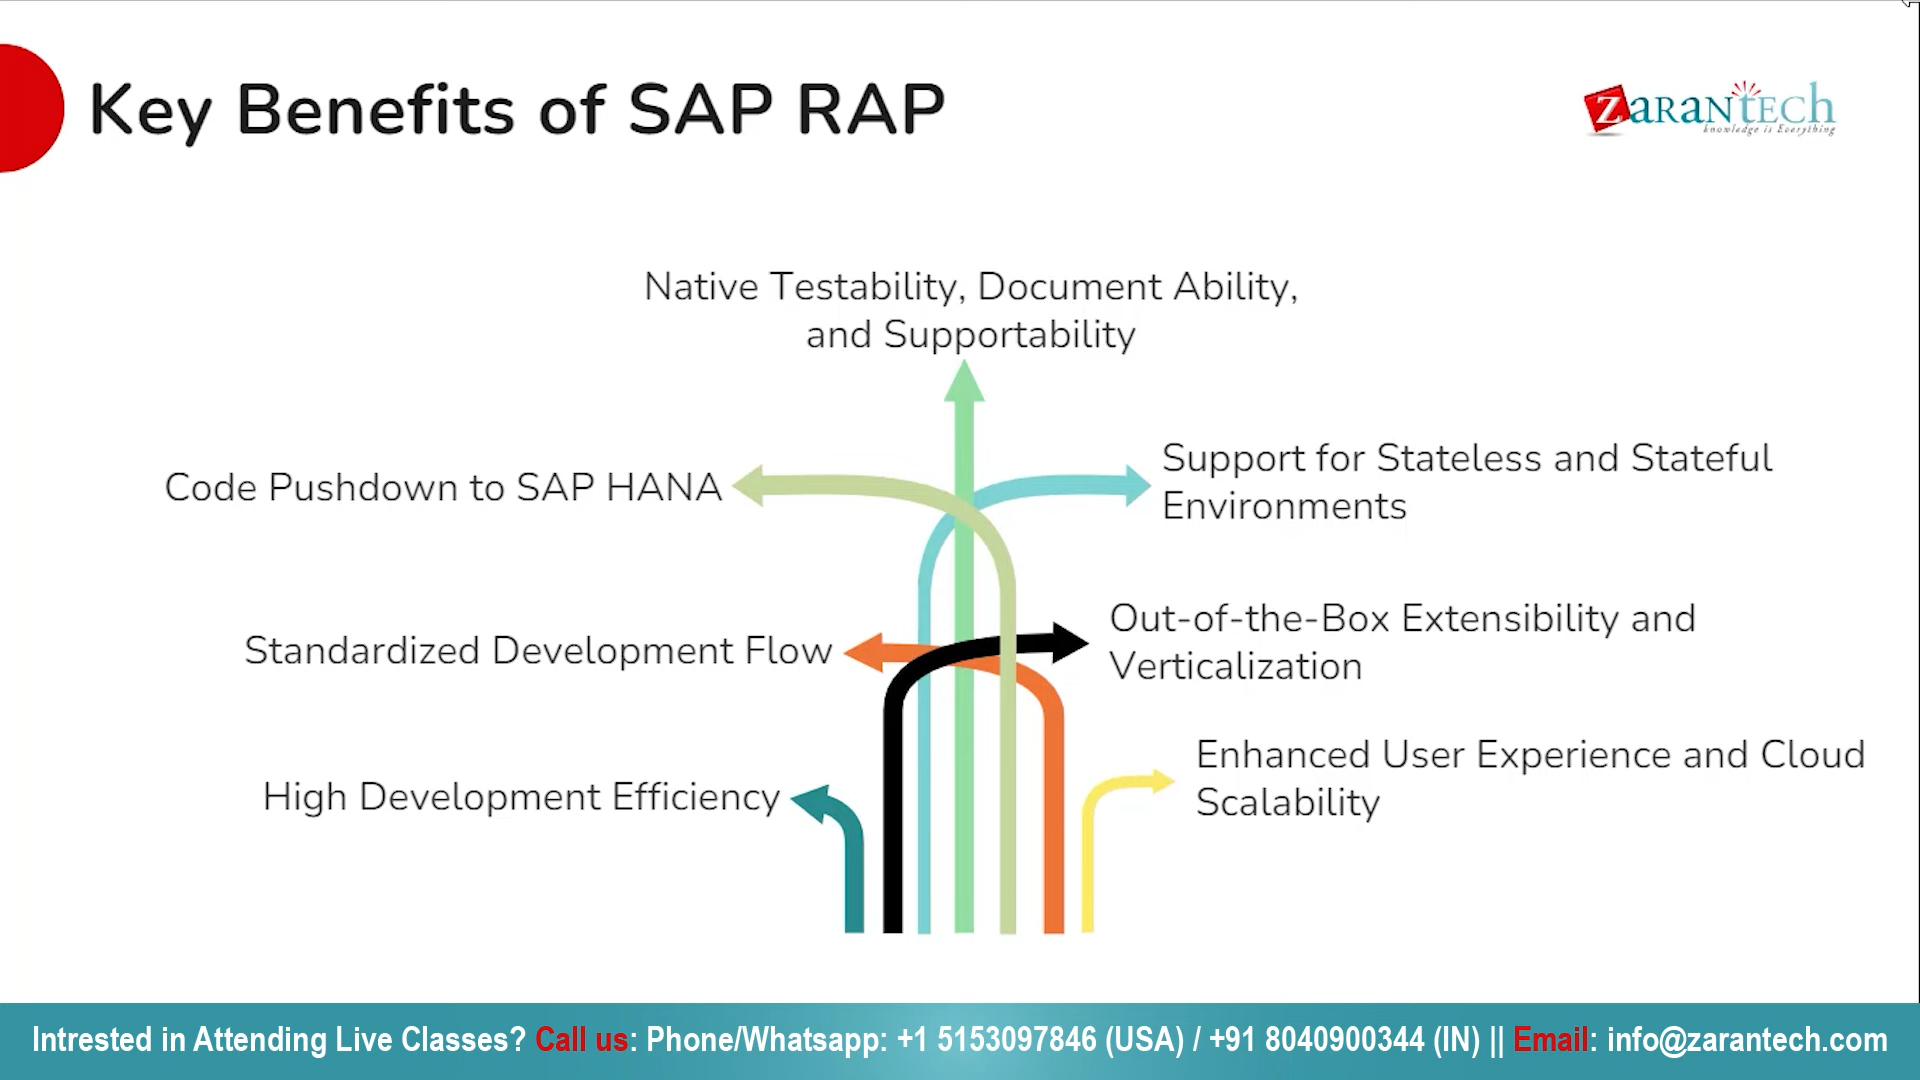 Key Benefits of SAP RAP
ZARANTECH
knowledge is Everything
Native Testability, Document Ability,
and Supportability
Code Pushdown to SAP HANA
Support for Stateless and Stateful
Environments
Standardized Development Flow
Out-of-the-Box Extensibility and
Verticalization
High Development Efficiency
Enhanced User Experience and Cloud
Scalability
Intrested in Attending Live Classes? Call us: Phone/Whatsapp: +1 5153097846 (USA) / +91 8040900344 (IN) || Email: info@zarantech.com